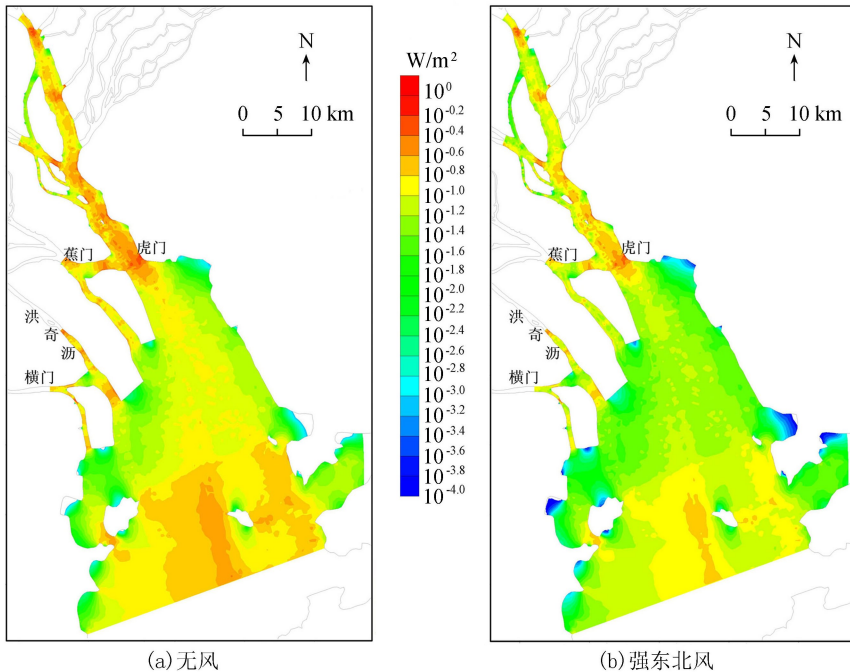 N
0 5 10 km
虎门
蕉门
洪
奇
沥
横门
(a)无风
W/m²
10⁰
10⁻⁰·²
10⁻⁰·⁴
10⁻⁰·⁶
10⁻⁰·⁸
10⁻¹·⁰
10⁻¹·²
10⁻¹·⁴
10⁻¹·⁶
10⁻¹·⁸
10⁻²·⁰
10⁻²·²
10⁻²·⁴
10⁻²·⁶
10⁻²·⁸
10⁻³·⁰
10⁻³·²
10⁻³·⁴
10⁻³·⁶
10⁻³·⁸
10⁻⁴·⁰
N
0 5 10 km
虎门
蕉门
洪
奇
沥
横门
(b)强东北风